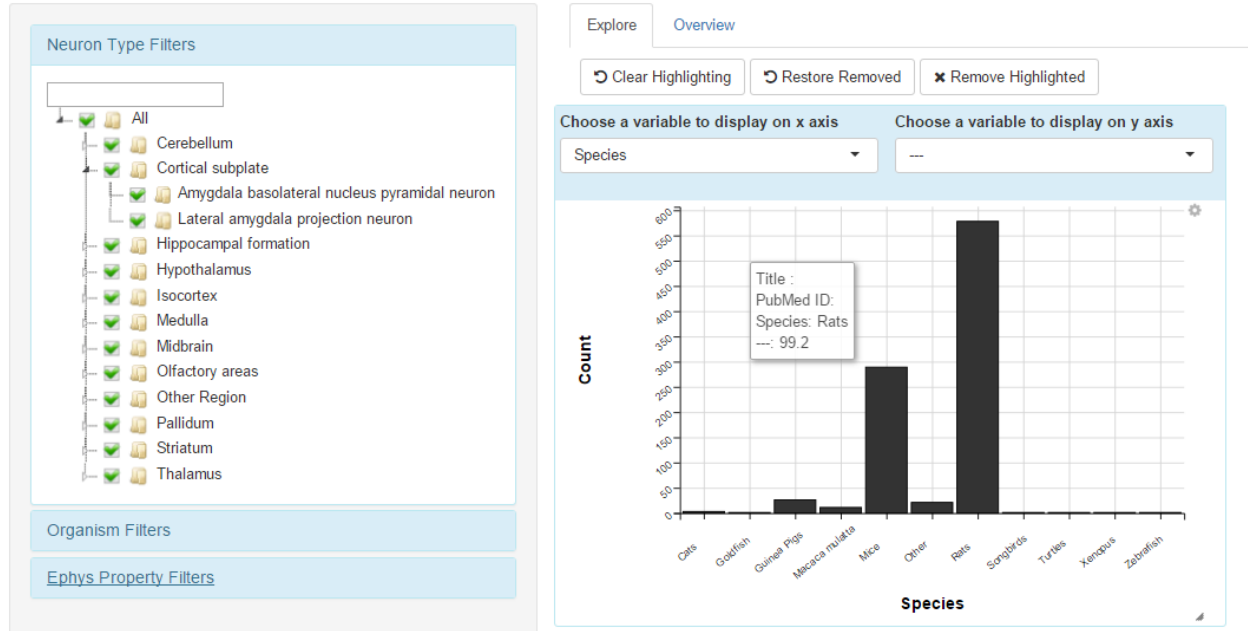 Neuron Type Filters
All
Cerebellum
Cortical subplate
Amygdala basolateral nucleus pyramidal neuron
Lateral amygdala projection neuron
Hippocampal formation
Hypothalamus
Isocortex
Medulla
Midbrain
Olfactory areas
Other Region
Pallidum
Striatum
Thalamus
Organism Filters
Ephys Property Filters
Explore Overview
Clear Highlighting Restore Removed Remove Highlighted
Choose a variable to display on x axis Choose a variable to display on y axis
Species ---
600
550
500
450
400
350
300
250
200
150
100
50
0
Count
Title :
PubMed ID:
Species: Rats
---: 99.2
Cats Goldfish Guinea Pigs Macaca mulatta Mice Other Rats Songbirds Turtles Xenopus Zebrafish
Species